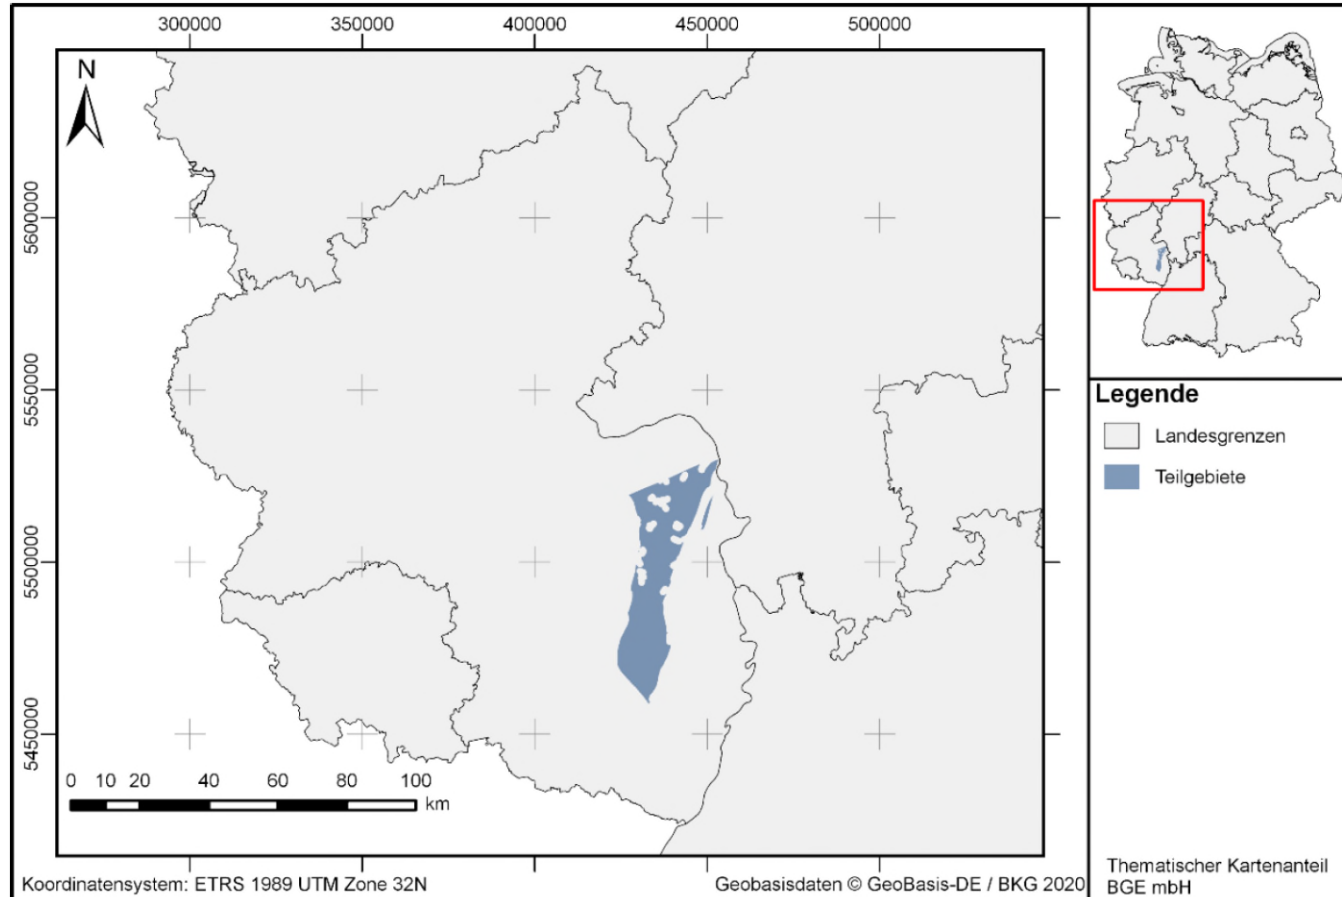 300000 350000 400000 450000 500000
N
5600000
5550000
5500000
5450000
0 10 20 40 60 80 100
km
Koordinatensystem: ETRS 1989 UTM Zone 32N
Geobasisdaten © GeoBasis-DE / BKG 2020
Legende
Landesgrenzen
Teilgebiete
Thematischer Kartenanteil
BGE mbH